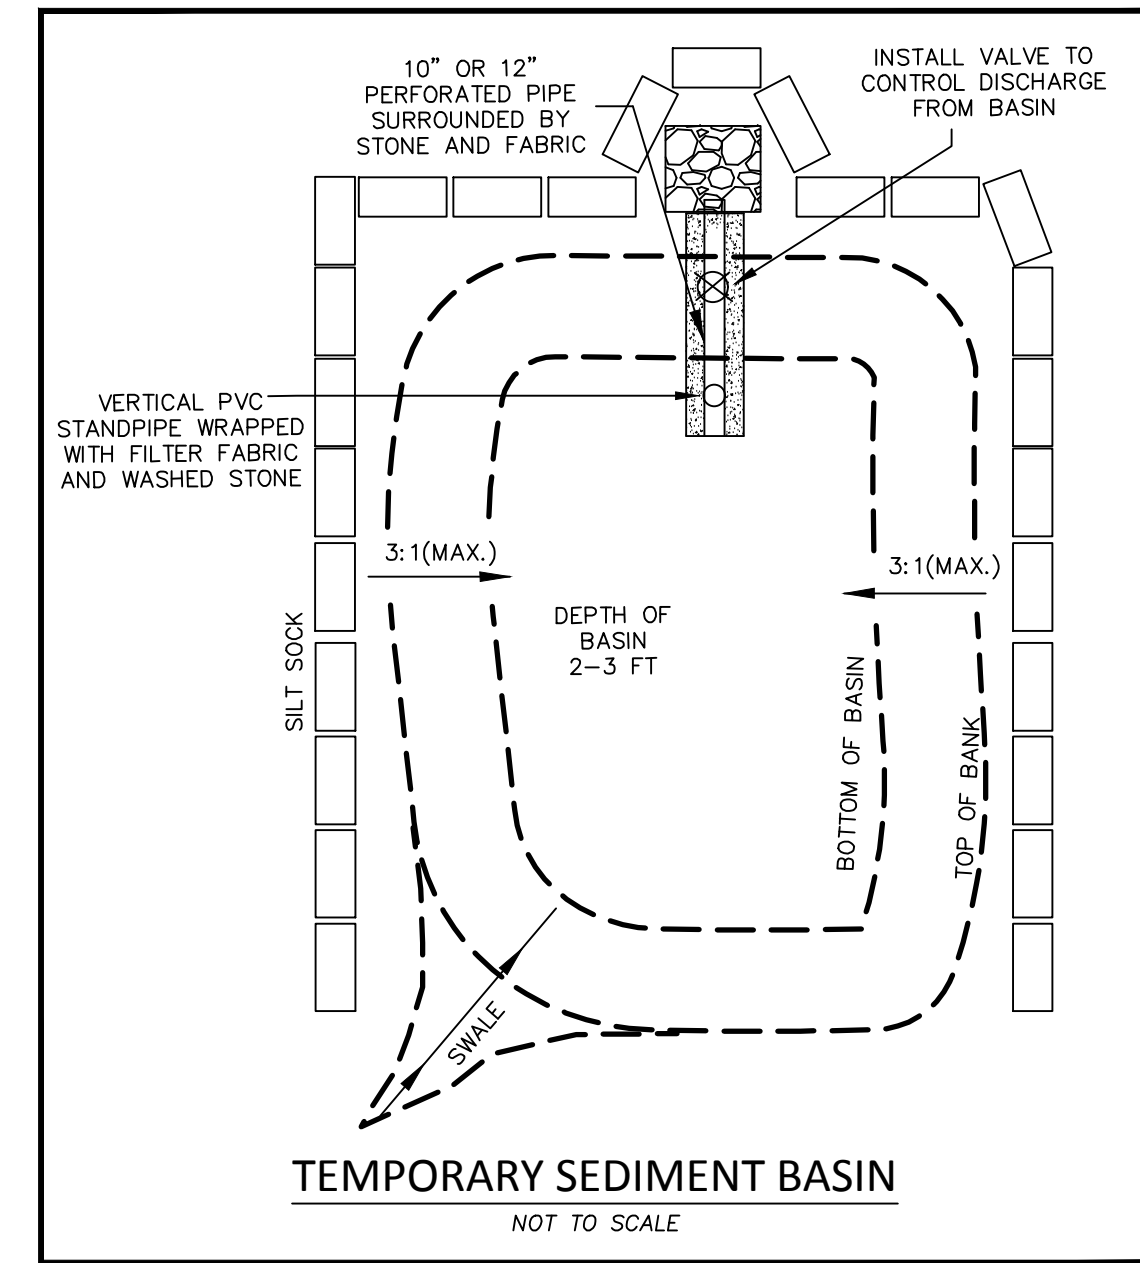 10” OR 12”
PERFORATED PIPE
SURROUNDED BY
STONE AND FABRIC
INSTALL VALVE TO
CONTROL DISCHARGE
FROM BASIN
VERTICAL PVC
STANDPIPE WRAPPED
WITH FILTER FABRIC
AND WASHED STONE
3:1(MAX.)
3:1(MAX.)
DEPTH OF
BASIN
2–3 FT
SILT SOCK
BOTTOM OF BASIN
TOP OF BANK
SWALE
TEMPORARY SEDIMENT BASIN
NOT TO SCALE